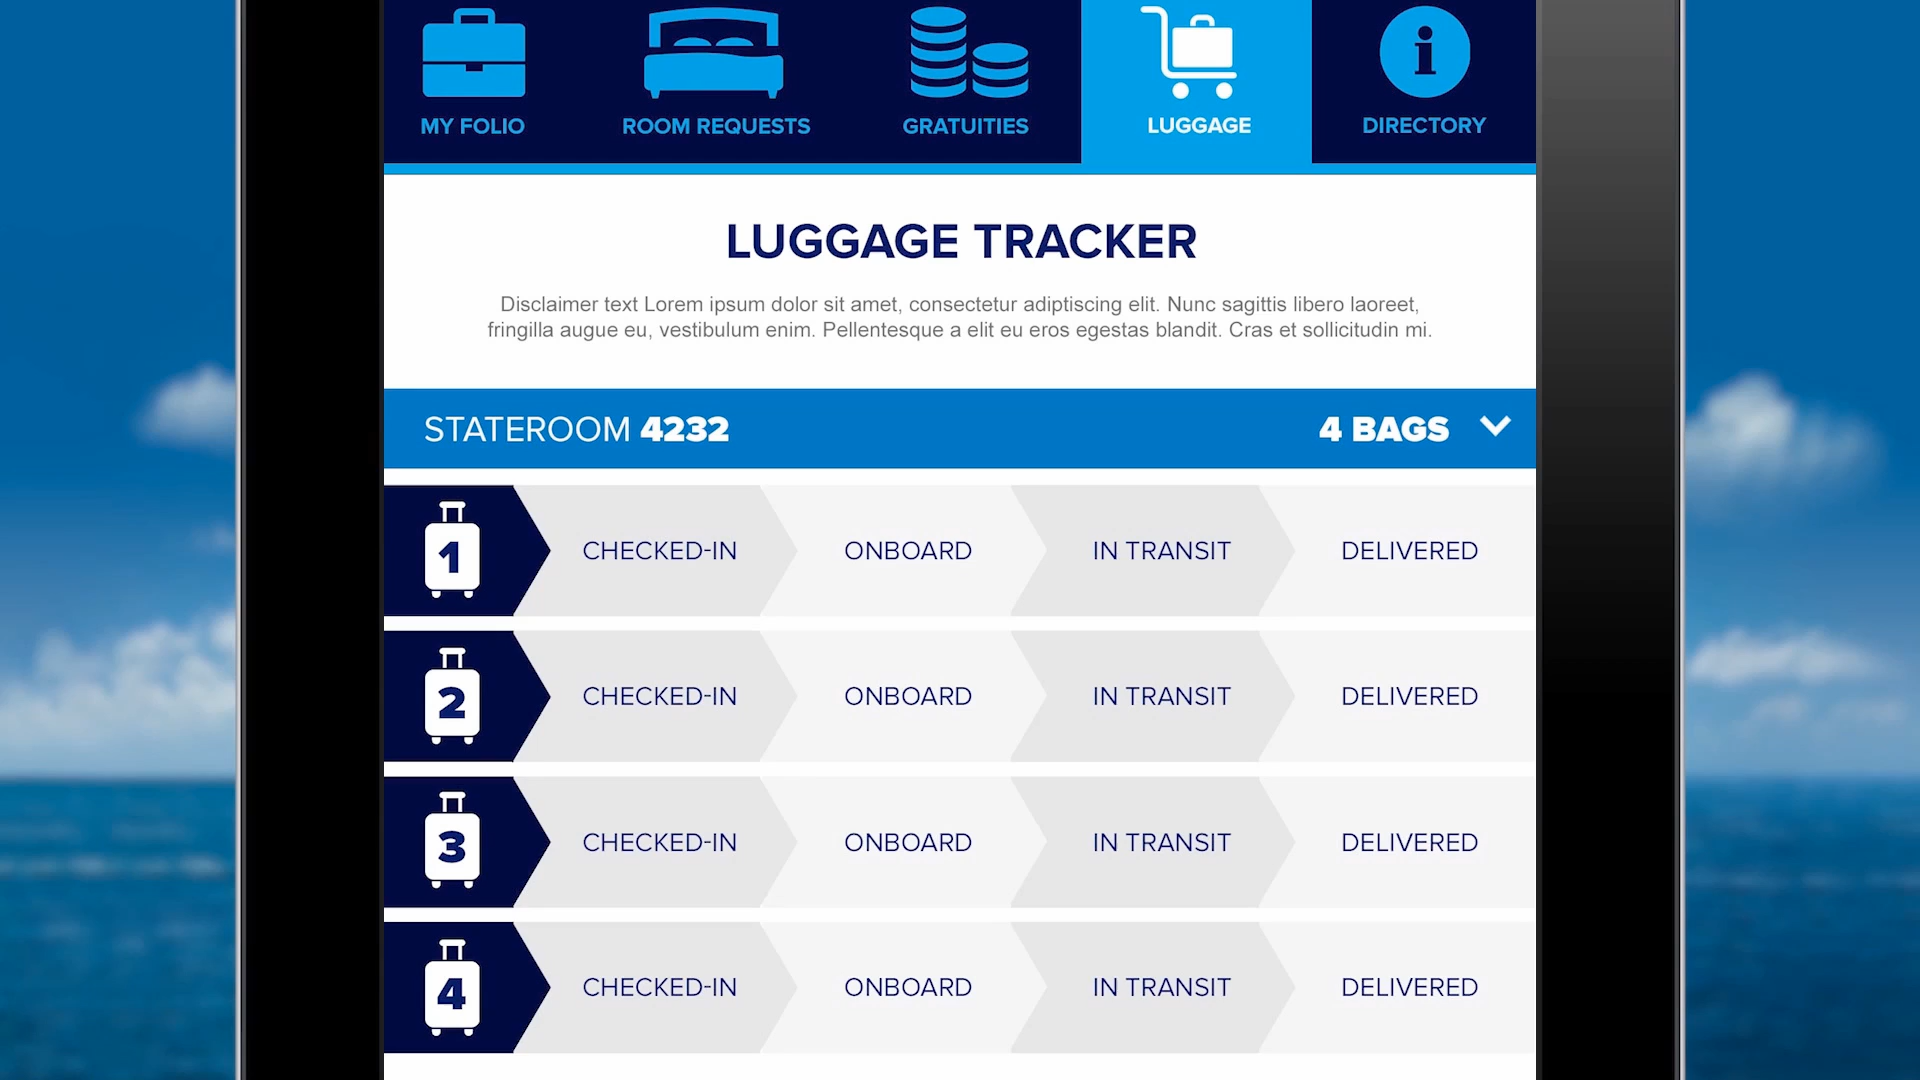 MY FOLIO
ROOM REQUESTS
GRATUITIES
LUGGAGE
DIRECTORY
LUGGAGE TRACKER
Disclaimer text Lorem ipsum dolor sit amet, consectetur adiptiscing elit. Nunc sagittis libero laoreet,
fringilla augue eu, vestibulum enim. Pellentesque a elit eu eros egestas blandit. Cras et sollicitudin mi.
STATEROOM 4232 4 BAGS
1 CHECKED-IN ONBOARD IN TRANSIT DELIVERED
2 CHECKED-IN ONBOARD IN TRANSIT DELIVERED
3 CHECKED-IN ONBOARD IN TRANSIT DELIVERED
4 CHECKED-IN ONBOARD IN TRANSIT DELIVERED